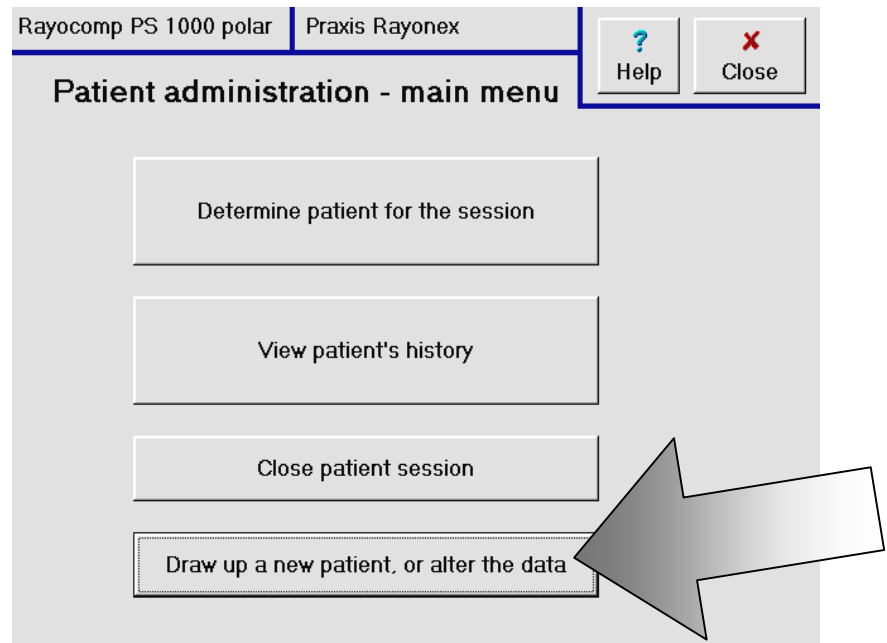 Rayocomp PS 1000 polar
Praxis Rayonex
?
Help
x
Close
Patient administration - main menu
Determine patient for the session
View patient's history
Close patient session
Draw up a new patient, or alter the data